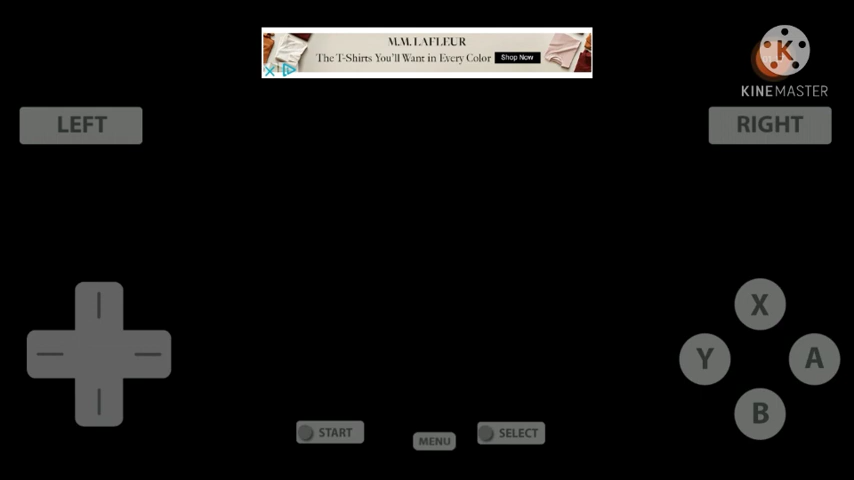 M.M.LAFLEUR
The T-Shirts You'll Want in Every Color Shop Now
K
KINEMASTER
LEFT
RIGHT
X
Y
A
B
START
SELECT
MENU